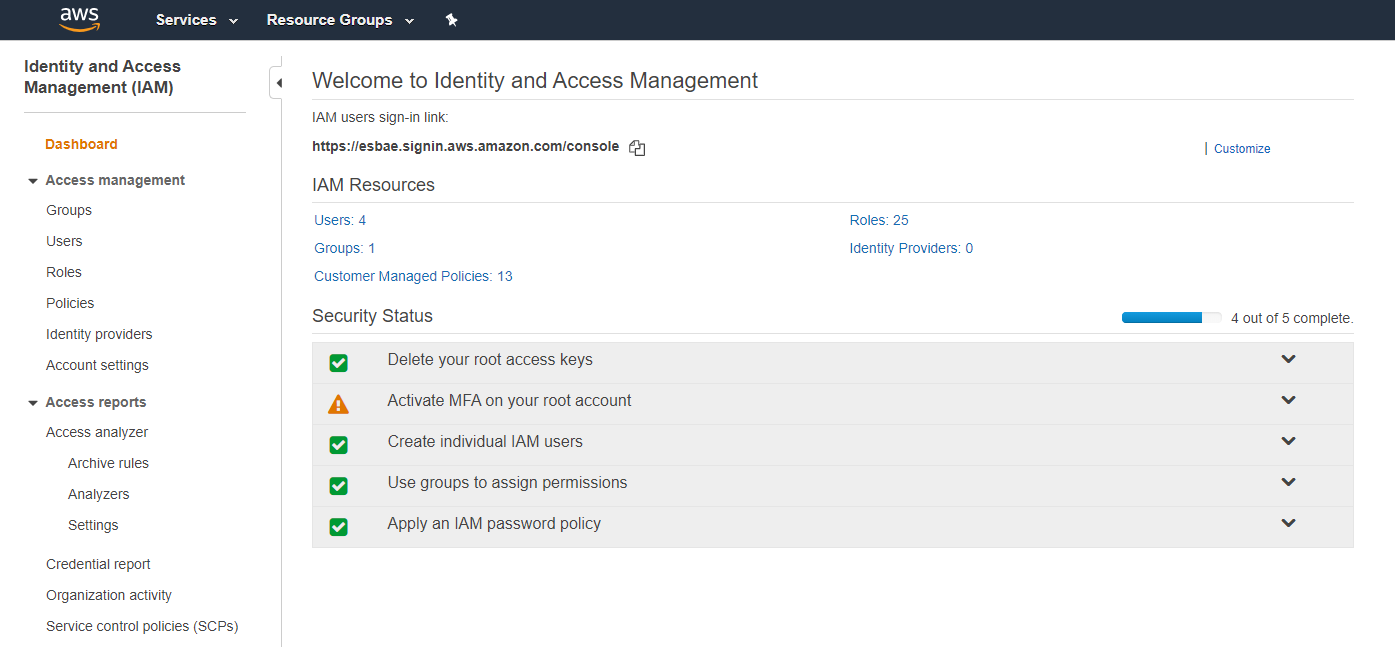 aws
Services
Resource Groups
Identity and Access
Management (IAM)
Dashboard
Access management
Groups
Users
Roles
Policies
Identity providers
Account settings
Access reports
Access analyzer
Archive rules
Analyzers
Settings
Credential report
Organization activity
Service control policies (SCPs)
Welcome to Identity and Access Management
IAM users sign-in link:
https://esbae.signin.aws.amazon.com/console
| Customize
IAM Resources
Users: 4
Roles: 25
Groups: 1
Identity Providers: 0
Customer Managed Policies: 13
Security Status
4 out of 5 complete.
Delete your root access keys
Activate MFA on your root account
Create individual IAM users
Use groups to assign permissions
Apply an IAM password policy